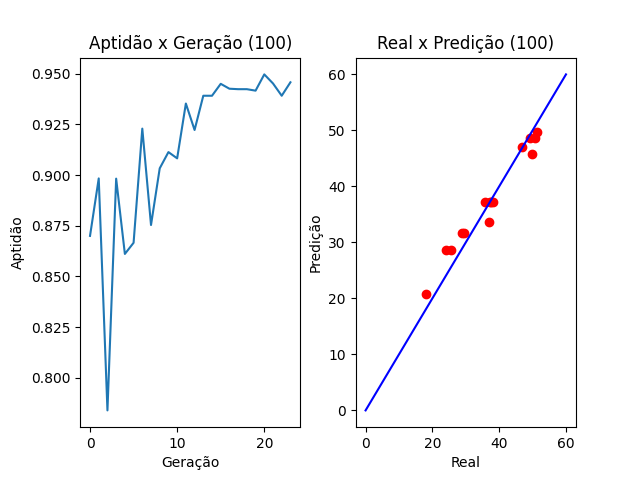 Aptidão x Geração (100)
0.950
0.925
0.900
0.875
0.850
0.825
0.800
Aptidão
0 10 20
Geração
Real x Predição (100)
60
50
40
30
20
10
0
Predição
0 20 40 60
Real